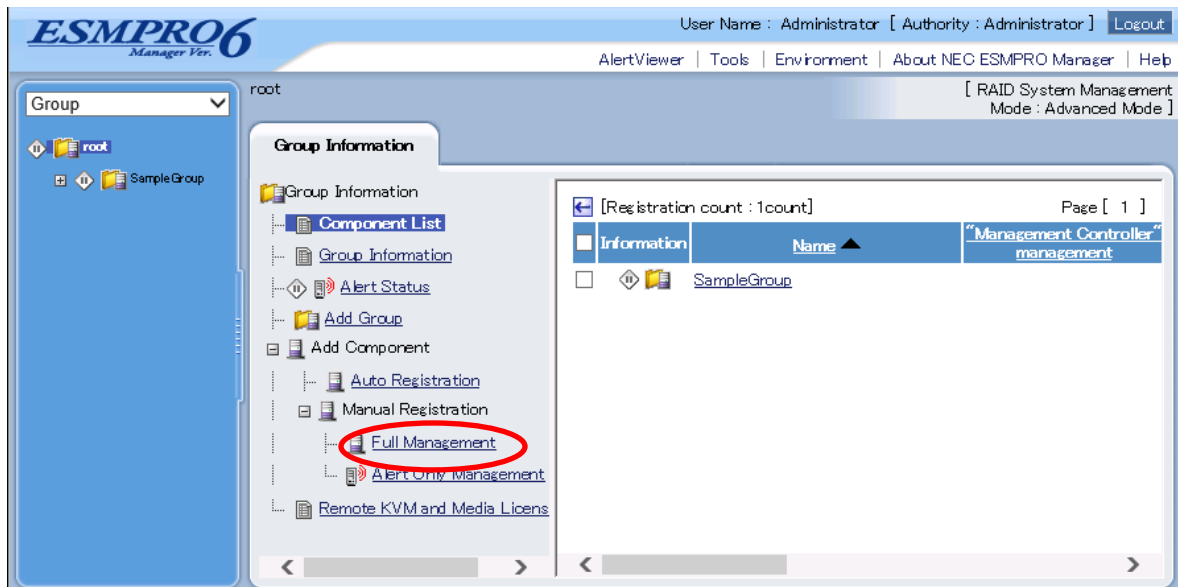 ESMPRO6
Manager Ver.
User Name : Administrator [ Authority : Administrator ] Logout
AlertViewer | Tools | Environment | About NEC ESMPRO Manager | Help
Group
root
[ RAID System Management
Mode : Advanced Mode ]
root
SampleGroup
Group Information
Group Information
Component List
Group Information
Alert Status
Add Group
Add Component
Auto Registration
Manual Registration
Full Management
Alert Only Management
Remote KVM and Media Licens
[Registration count : 1count] Page [ 1 ]
Information Name ▲ "Management Controller"
management
SampleGroup